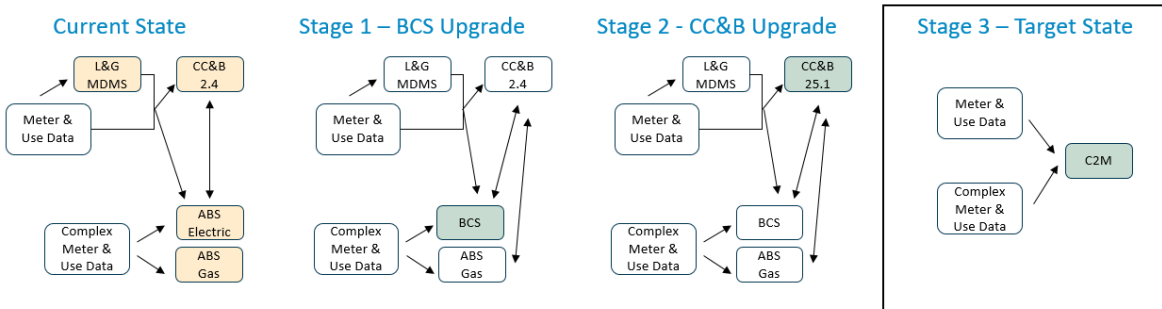 Current State
L&G
MDMS
CC&B
2.4
Meter &
Use Data
ABS
Electric
Complex
Meter &
Use Data
ABS
Gas
Stage 1 – BCS Upgrade
L&G
MDMS
CC&B
2.4
Meter &
Use Data
BCS
Complex
Meter &
Use Data
ABS
Gas
Stage 2 - CC&B Upgrade
L&G
MDMS
CC&B
25.1
Meter &
Use Data
BCS
Complex
Meter &
Use Data
ABS
Gas
Stage 3 – Target State
Meter &
Use Data
C2M
Complex
Meter &
Use Data